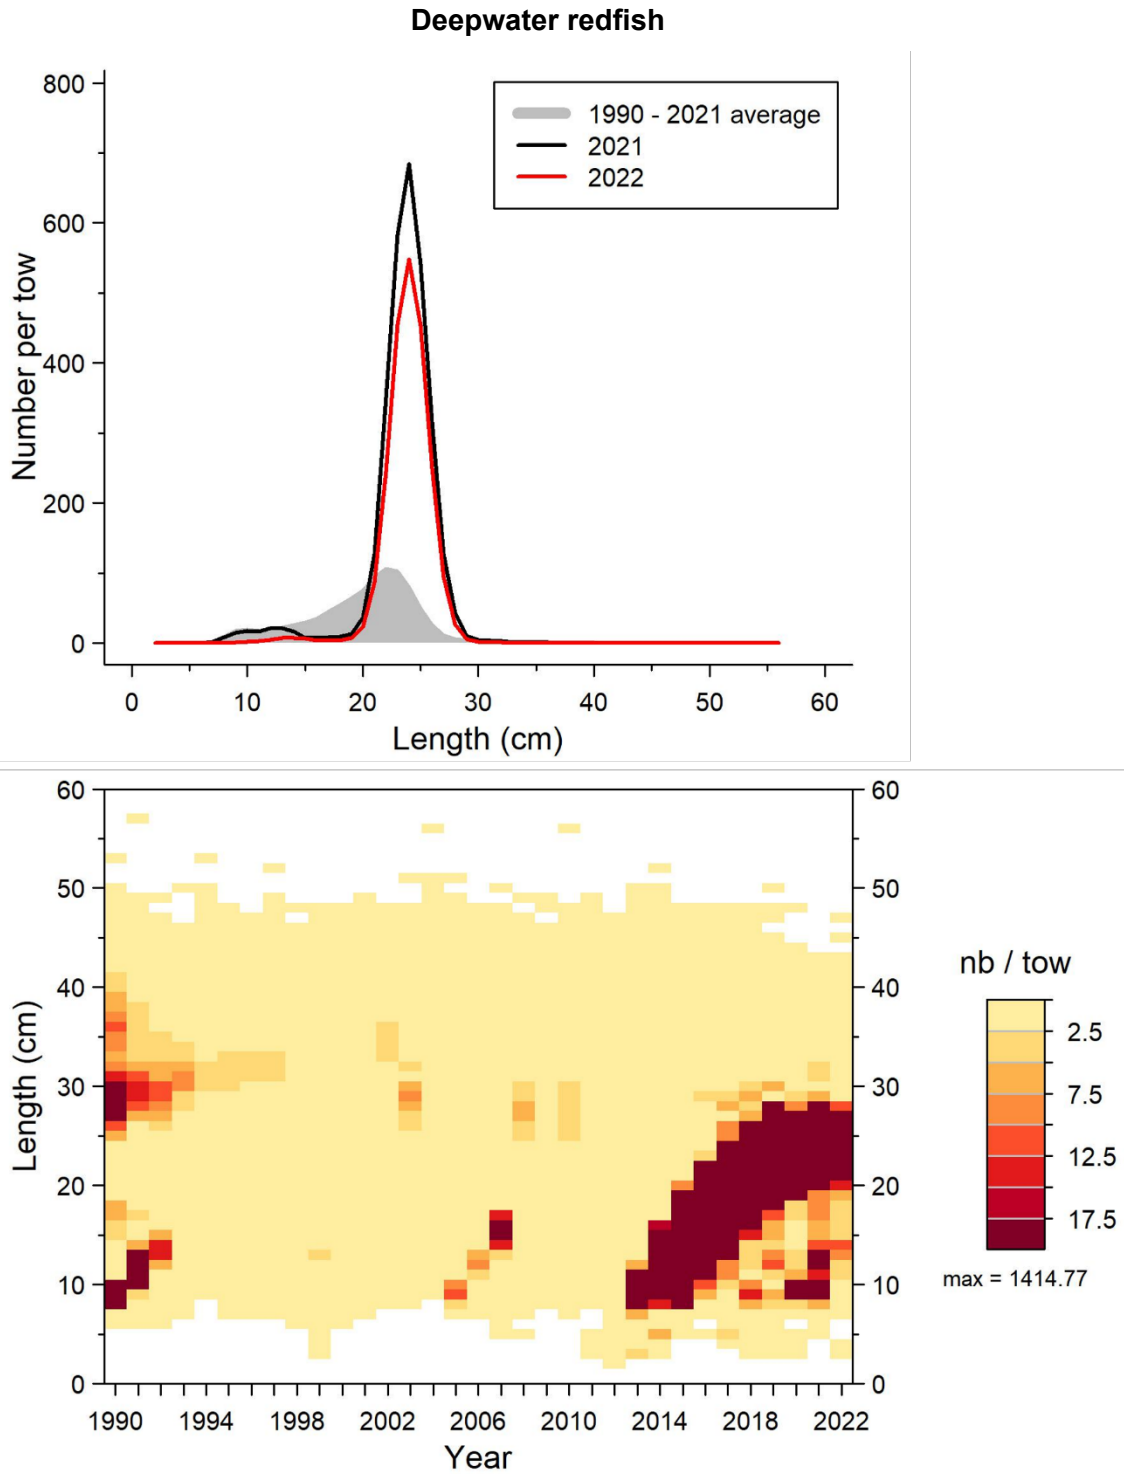 Deepwater redfish
800
600
400
200
0
Number per tow
1990 - 2021 average
2021
2022
0 10 20 30 40 50 60
Length (cm)
60
50
40
30
20
10
0
Length (cm)
60
50
40
30
20
10
0
1990 1994 1998 2002 2006 2010 2014 2018 2022
Year
nb / tow
2.5
7.5
12.5
17.5
max = 1414.77